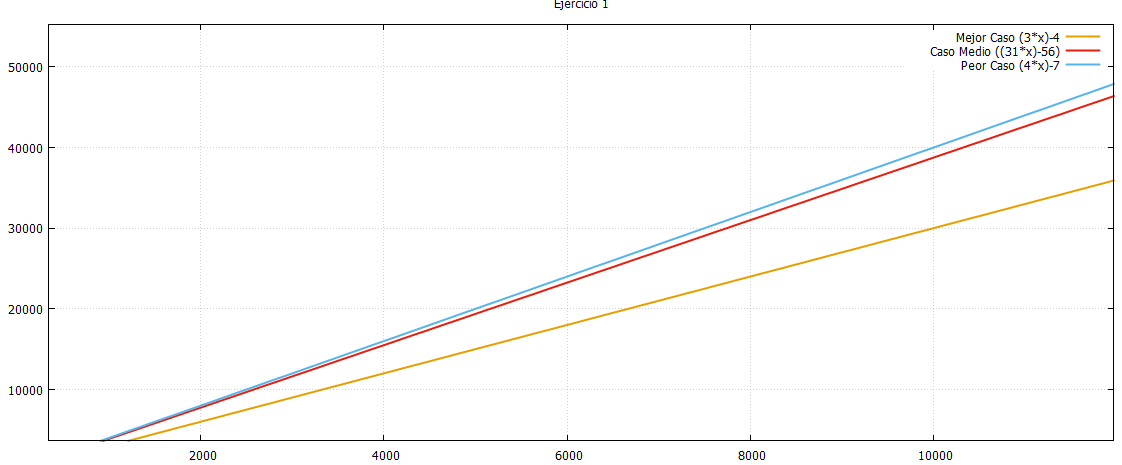 Ejercicio 1
Mejor Caso (3*x)-4
Caso Medio ((31*x)-56)
Peor Caso (4*x)-7
50000
40000
30000
20000
10000
2000
4000
6000
8000
10000